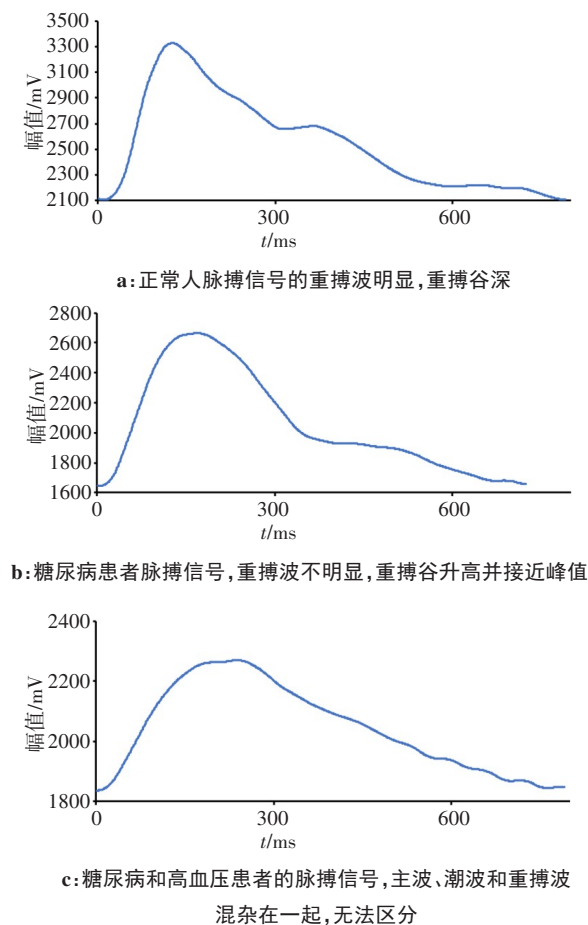 3500
3300
3100
2900
2700
2500
2300
2100
幅值/mV
0
300
600
t/ms
a:正常人脉搏信号的重搏波明显,重搏谷深
2800
2600
2400
2200
2000
1800
1600
幅值/mV
0
300
600
t/ms
b:糖尿病患者脉搏信号,重搏波不明显,重搏谷升高并接近峰值
2400
2200
2000
1800
幅值/mV
0
300
600
t/ms
c:糖尿病和高血压患者的脉搏信号,主波、潮波和重搏波
混杂在一起,无法区分